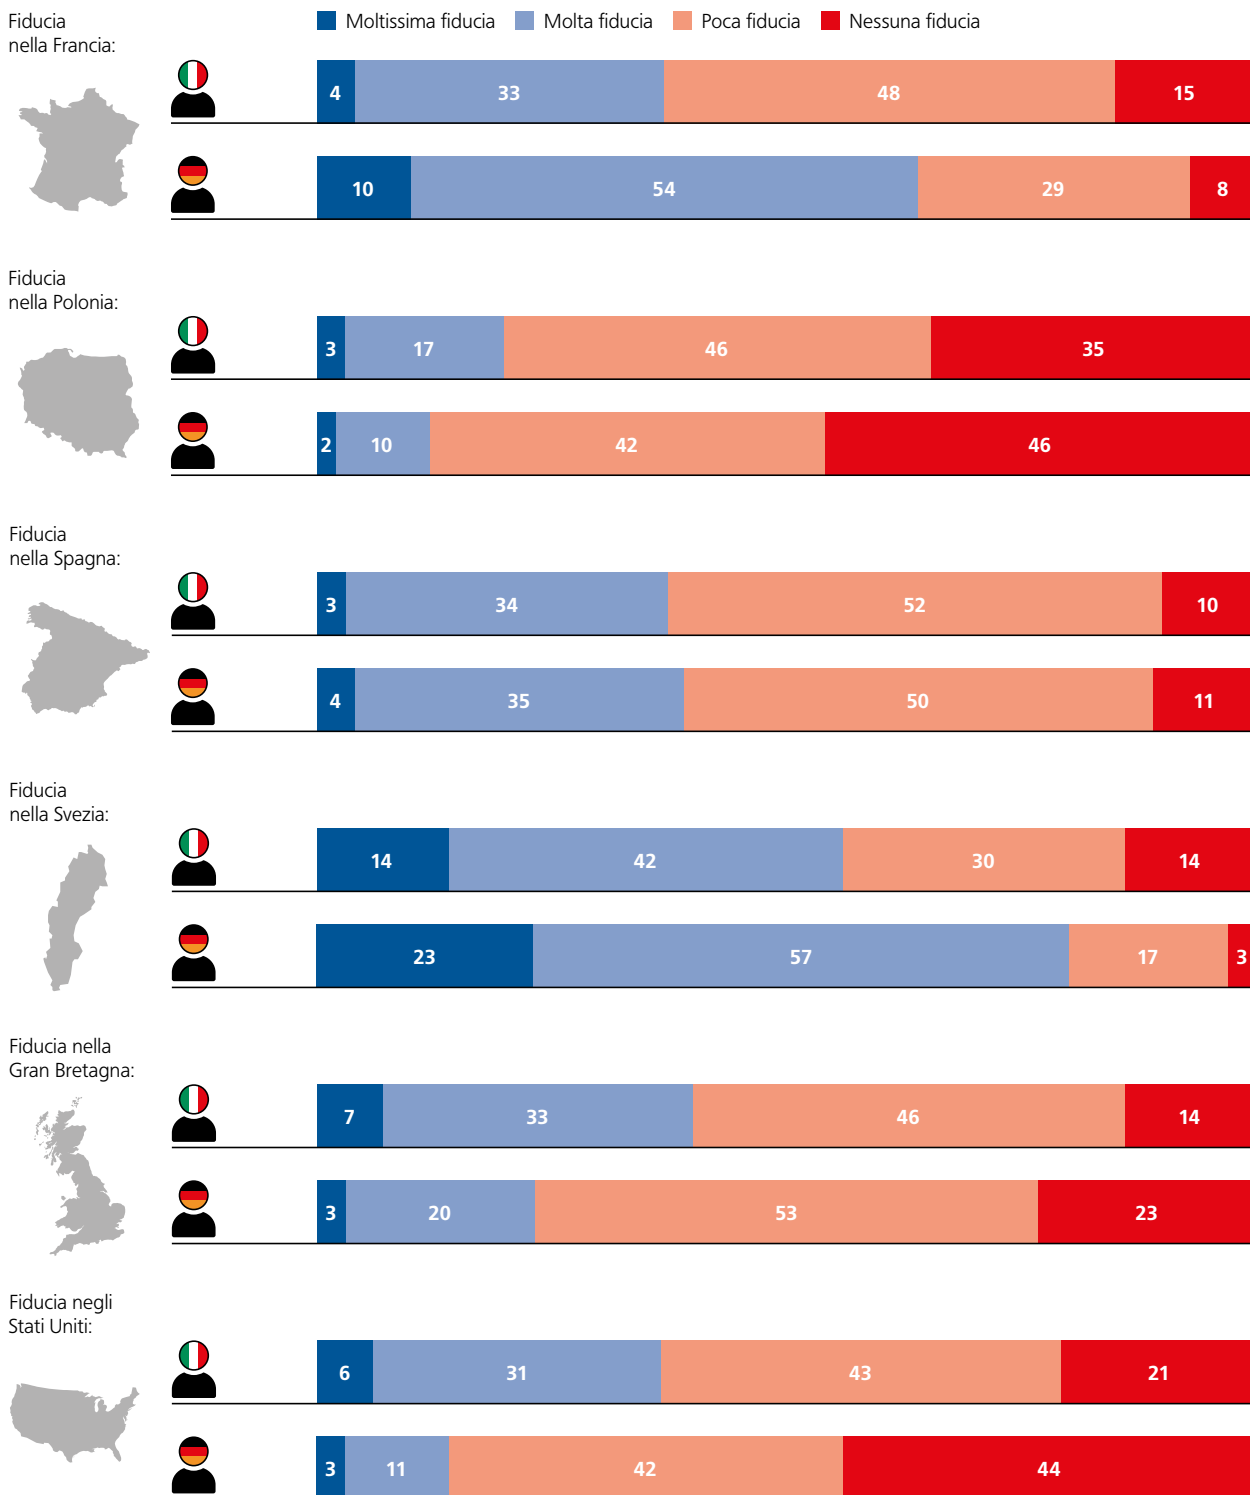 Fiducia
nella Francia:
Moltissima fiducia Molta fiducia Poca fiducia Nessuna fiducia
4 33 48 15
10 54 29 8
Fiducia
nella Polonia:
3 17 46 35
2 10 42 46
Fiducia
nella Spagna:
3 34 52 10
4 35 50 11
Fiducia
nella Svezia:
14 42 30 14
23 57 17 3
Fiducia nella
Gran Bretagna:
7 33 46 14
3 20 53 23
Fiducia negli
Stati Uniti:
6 31 43 21
3 11 42 44